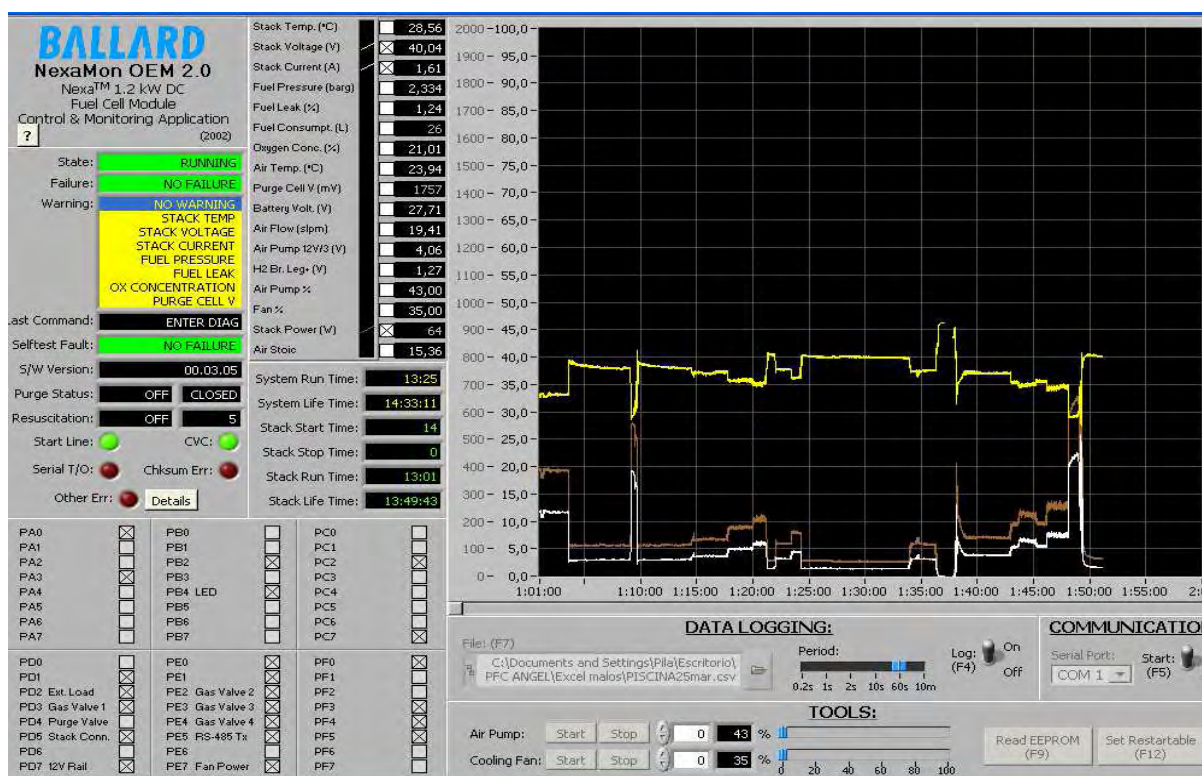 BALLARD
NexaMon OEM 2.0
Nexa™ 1.2 kW DC
Fuel Cell Module
Control & Monitoring Application
?
(2002)
State: RUNNING
Failure: NO FAILURE
Warning: NO WARNING
STACK TEMP
STACK VOLTAGE
STACK CURRENT
FUEL PRESSURE
FUEL LEAK
OX CONCENTRATION
PURGE CELL V
ast Command: ENTER DIAG
Selftest Fault: NO FAILURE
S/W Version: 00.03.05
Purge Status: OFF CLOSED
Resuscitation: OFF 5
Start Line: CVC:
Serial T/O: Chksum Err:
Other Err: Details
Stack Temp. (°C) 28,56
Stack Voltage (V) 40,04
Stack Current (A) 1,61
Fuel Pressure (barg) 2,334
Fuel Leak (%) 1,24
Fuel Consumpt. (L) 26
Oxygen Conc. (%) 21,01
Air Temp. (°C) 23,94
Purge Cell V (mV) 1757
Battery Volt. (V) 27,71
Air Flow (slpm) 19,41
Air Pump 12V/3 (V) 4,06
H2 Br. Leg+ (V) 1,27
Air Pump % 43,00
Fan % 35,00
Stack Power (W) 64
Air Stoic 15,36
System Run Time: 13:25
System Life Time: 14:33:11
Stack Start Time: 14
Stack Stop Time: 0
Stack Run Time: 13:01
Stack Life Time: 13:49:43
2000 100,0
1900 95,0
1800 90,0
1700 85,0
1600 80,0
1500 75,0
1400 70,0
1300 65,0
1200 60,0
1100 55,0
1000 50,0
900 45,0
800 40,0
700 35,0
600 30,0
500 25,0
400 20,0
300 15,0
200 10,0
100 5,0
0 0,0
1:01:00 1:10:00 1:15:00 1:20:00 1:25:00 1:30:00 1:35:00 1:40:00 1:45:00 1:50:00 1:55:00 2:
PA0 PB0 PC0
PA1 PB1 PC1
PA2 PB2 PC2
PA3 PB3 PC3
PA4 PB4 LED PC4
PA5 PB5 PC5
PA6 PB6 PC6
PA7 PB7 PC7
PD0 PE0 PF0
PD1 PE1 PF1
PD2 Ext. Load PE2 Gas Valve 2 PF2
PD3 Gas Valve 1 PE3 Gas Valve 3 PF3
PD4 Purge Valve PE4 Gas Valve 4 PF4
PD5 Stack Conn. PE5 RS-485 Tx PF5
PD6 PE6 PF6
PD7 12V Rail PE7 Fan Power PF7
DATA LOGGING:
File: (F7)
C:\Documents and Settings\Pila\Escritorio\
PFC ANGEL\Excel malos\PISCINA25mar.csv
Period:
0.2s 1s 2s 10s 60s 10m
Log: (F4)
On
Off
COMMUNICATIO
Serial Port:
COM 1
Start: (F5)
TOOLS:
Air Pump: Start Stop 0 43 %
Cooling Fan: Start Stop 0 35 %
0 20 40 60 80 100
Read EEPROM (F9)
Set Restartable (F12)